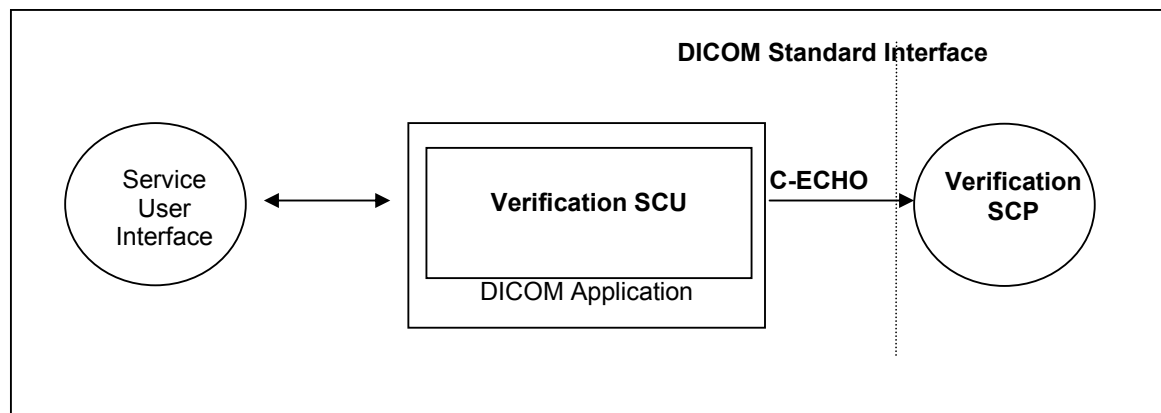 DICOM Standard Interface
Service
User
Interface
Verification SCU
DICOM Application
C-ECHO
Verification
SCP